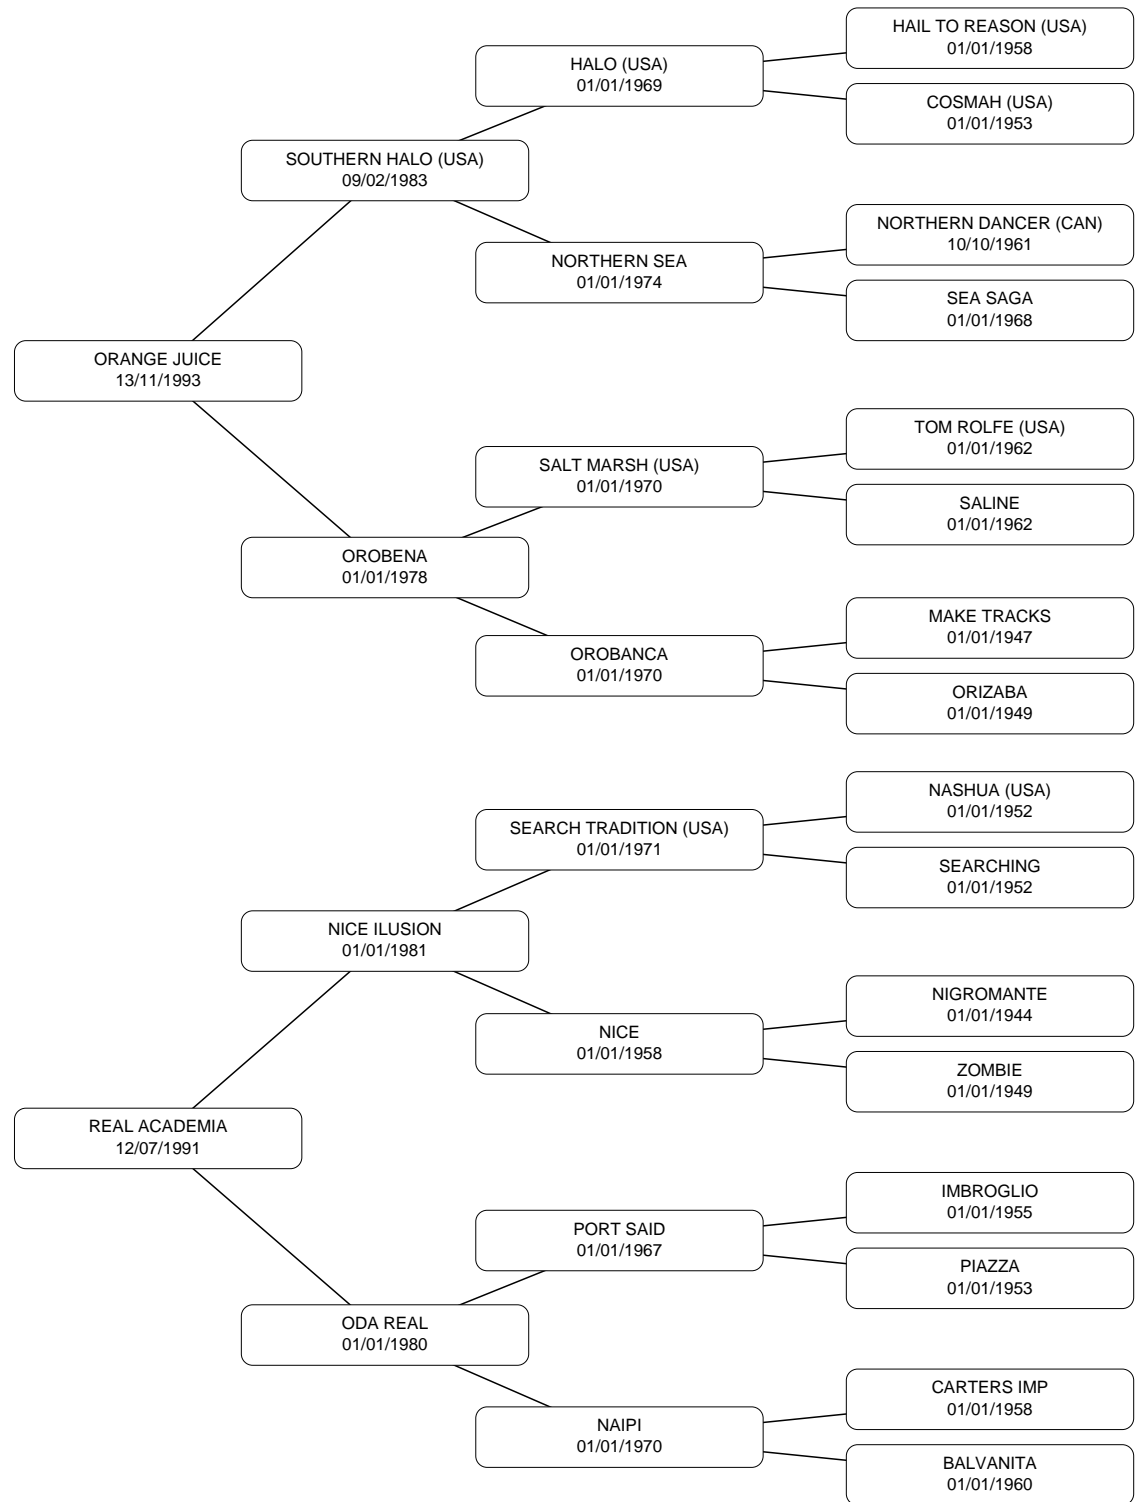 HAIL TO REASON (USA)
01/01/1958
HALO (USA)
01/01/1969
COSMAH (USA)
01/01/1953
SOUTHERN HALO (USA)
09/02/1983
NORTHERN DANCER (CAN)
10/10/1961
NORTHERN SEA
01/01/1974
SEA SAGA
01/01/1968
ORANGE JUICE
13/11/1993
TOM ROLFE (USA)
01/01/1962
SALT MARSH (USA)
01/01/1970
SALINE
01/01/1962
OROBENA
01/01/1978
MAKE TRACKS
01/01/1947
OROBANCA
01/01/1970
ORIZABA
01/01/1949
NASHUA (USA)
01/01/1952
SEARCH TRADITION (USA)
01/01/1971
SEARCHING
01/01/1952
NICE ILUSION
01/01/1981
NIGROMANTE
01/01/1944
NICE
01/01/1958
ZOMBIE
01/01/1949
REAL ACADEMIA
12/07/1991
IMBROGLIO
01/01/1955
PORT SAID
01/01/1967
PIAZZA
01/01/1953
ODA REAL
01/01/1980
CARTERS IMP
01/01/1958
NAIPI
01/01/1970
BALVANITA
01/01/1960